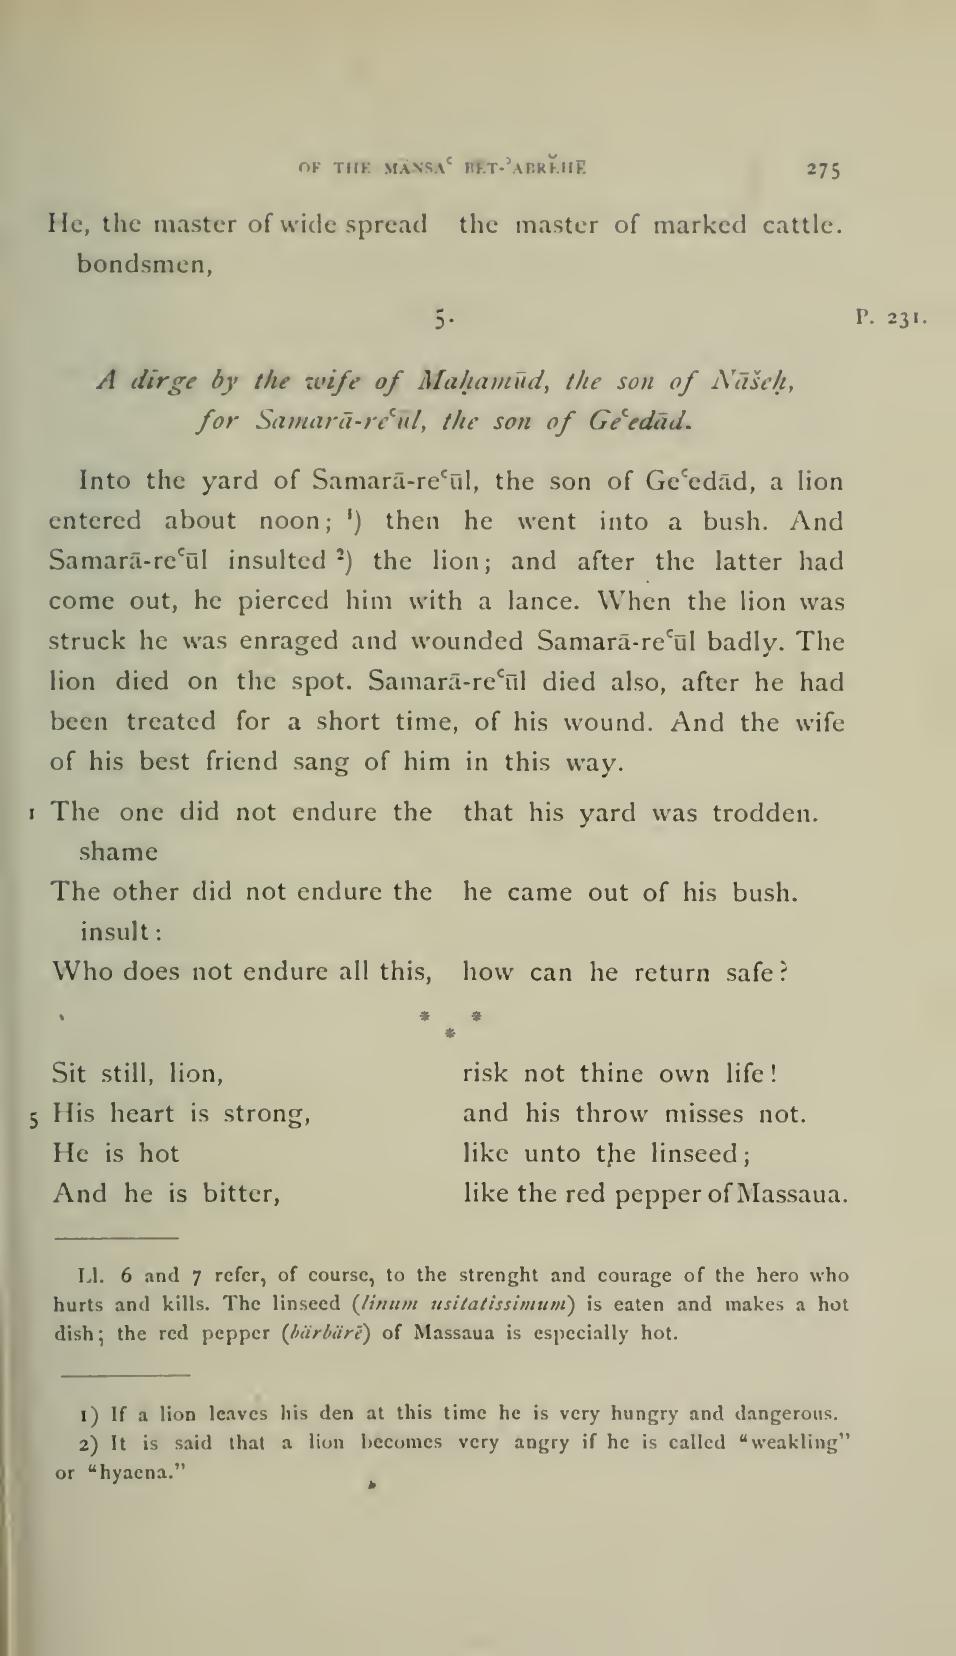 OF THE MĀNSAʿ BĒT-ʾABREHĒ 275
He, the master of wide spread the master of marked cattle.
bondsmen,
5. P. 231.
A dirge by the wife of Maḥamūd, the son of Nāšeḥ,
for Samarā-reʿūl, the son of Geʿedād.
Into the yard of Samarā-reʿūl, the son of Geʿedād, a lion
entered about noon; ¹) then he went into a bush. And
Samarā-reʿūl insulted ²) the lion; and after the latter had
come out, he pierced him with a lance. When the lion was
struck he was enraged and wounded Samarā-reʿūl badly. The
lion died on the spot. Samarā-reʿūl died also, after he had
been treated for a short time, of his wound. And the wife
of his best friend sang of him in this way.
1 The one did not endure the that his yard was trodden.
shame
The other did not endure the he came out of his bush.
insult:
Who does not endure all this, how can he return safe?
* * *
Sit still, lion, risk not thine own life!
5 His heart is strong, and his throw misses not.
He is hot like unto the linseed;
And he is bitter, like the red pepper of Massaua.
Ll. 6 and 7 refer, of course, to the strenght and courage of the hero who
hurts and kills. The linseed (linum usitatissimum) is eaten and makes a hot
dish; the red pepper (bärbärē) of Massaua is especially hot.
1) If a lion leaves his den at this time he is very hungry and dangerous.
2) It is said that a lion becomes very angry if he is called “weakling”
or “hyaena.”